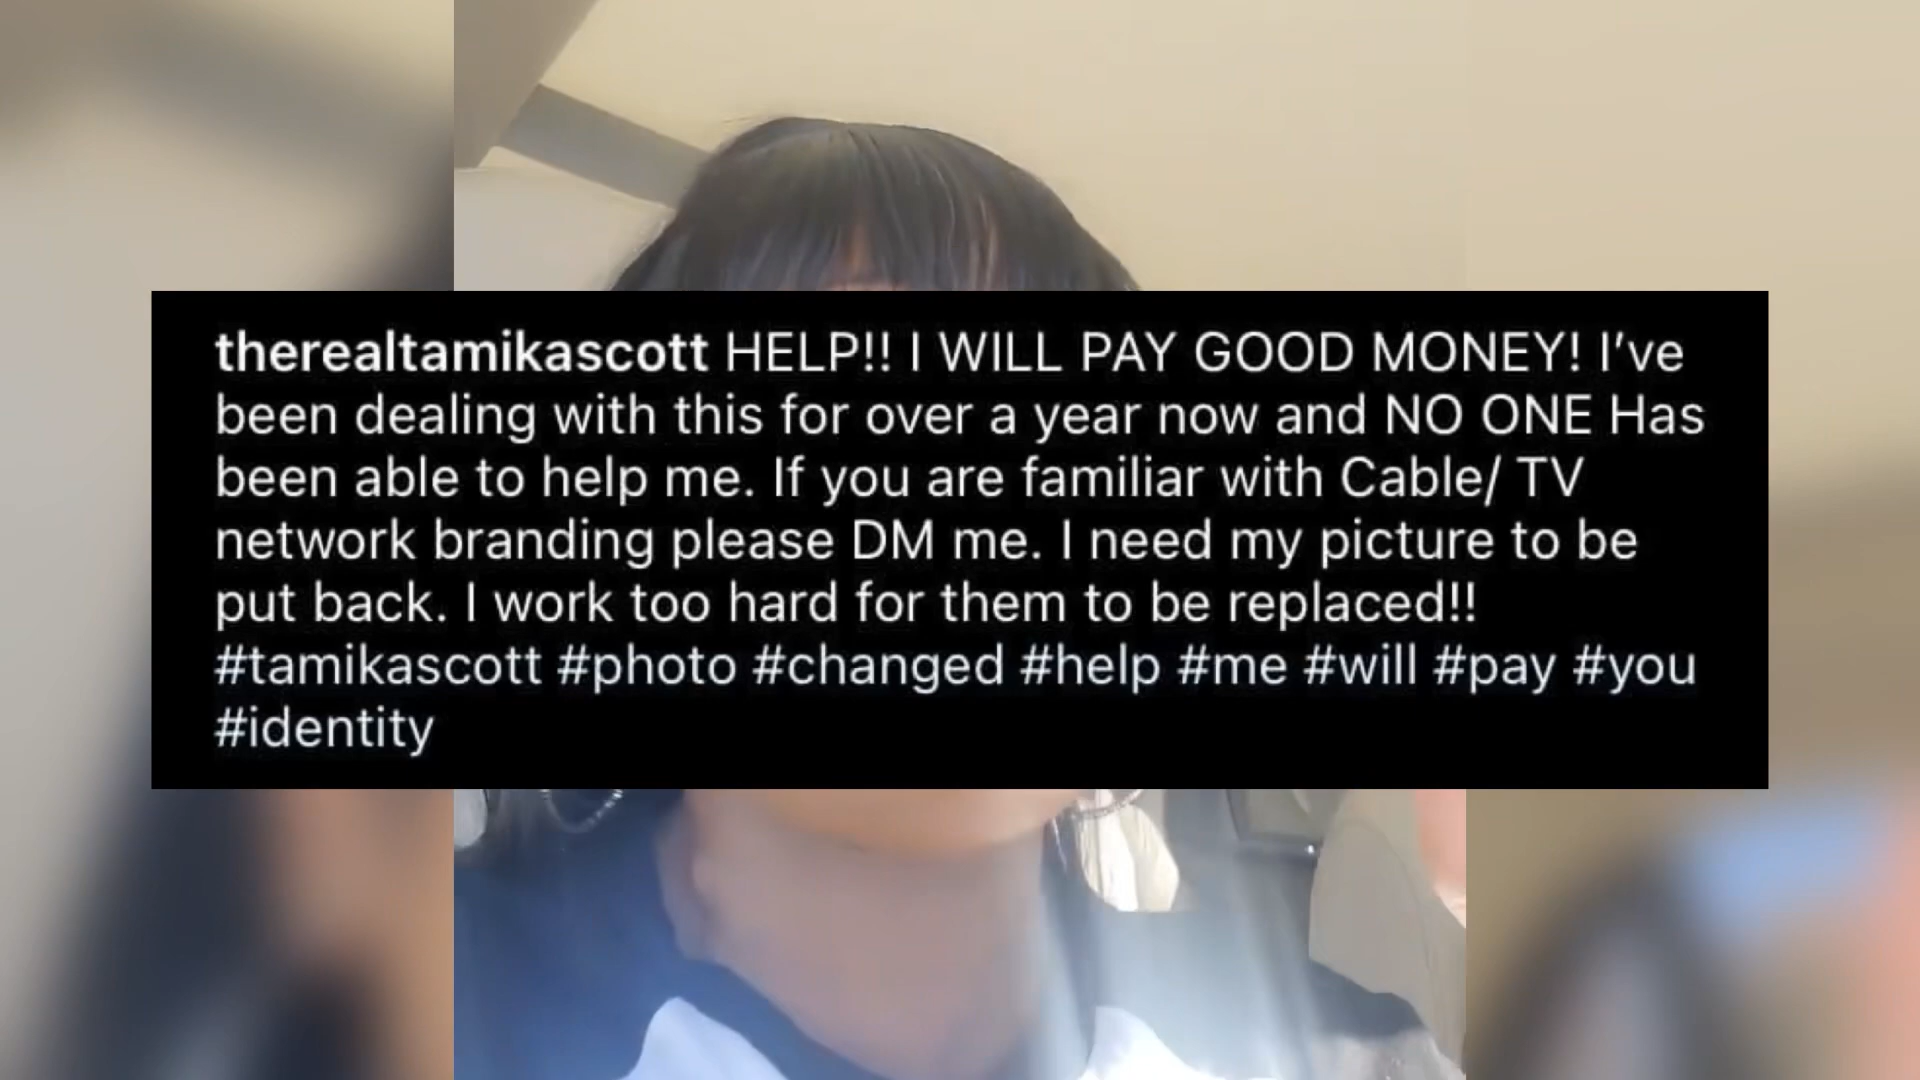 therealtamikascott HELP!! I WILL PAY GOOD MONEY! I’ve
been dealing with this for over a year now and NO ONE Has
been able to help me. If you are familiar with Cable/ TV
network branding please DM me. I need my picture to be
put back. I work too hard for them to be replaced!!
#tamikascott #photo #changed #help #me #will #pay #you
#identity